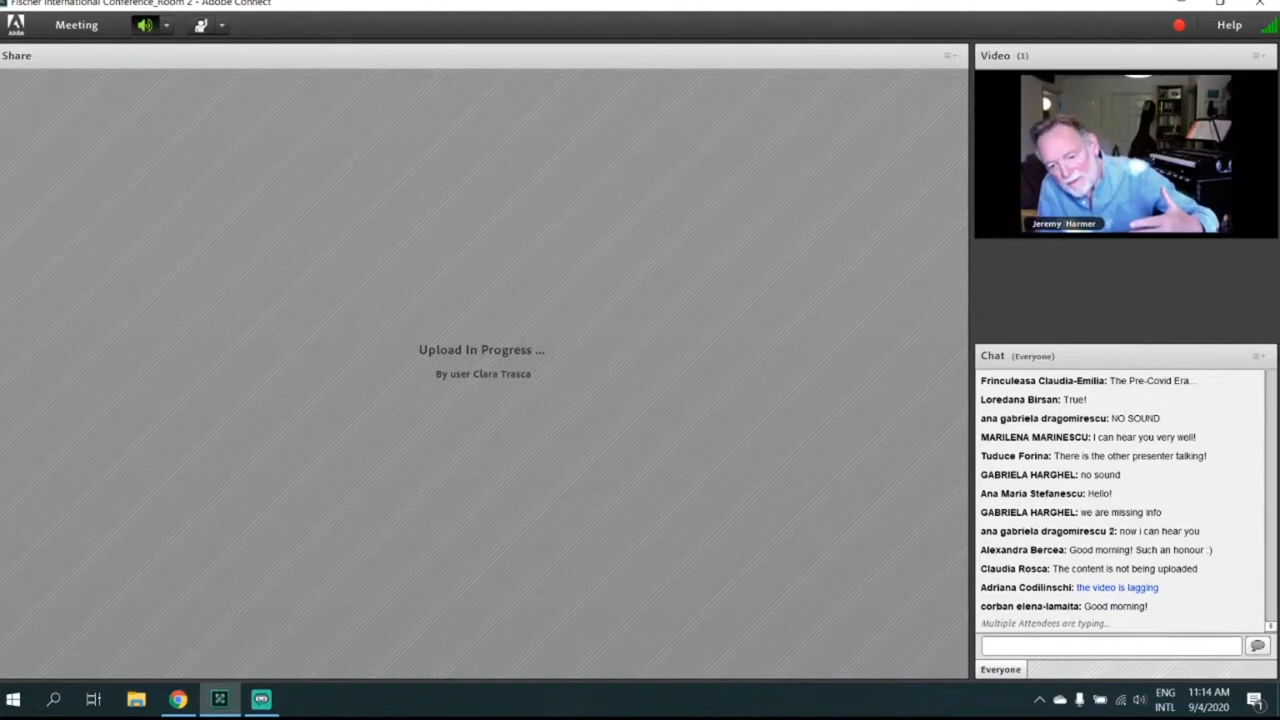 Fischer International Conference_Room 2 - Adobe Connect
Adobe
Meeting
Help
Share
Video (1)
Jeremy Harmer
Upload In Progress ...
By user Clara Trasca
Chat (Everyone)
Frinculeasa Claudia-Emilia: The Pre-Covid Era...
Loredana Birsan: True!
ana gabriela dragomirescu: NO SOUND
MARILENA MARINESCU: I can hear you very well!
Tuduce Forina: There is the other presenter talking!
GABRIELA HARGHEL: no sound
Ana Maria Stefanescu: Hello!
GABRIELA HARGHEL: we are missing info
ana gabriela dragomirescu 2: now i can hear you
Alexandra Bercea: Good morning! Such an honour :)
Claudia Rosca: The content is not being uploaded
Adriana Codilinschi: the video is lagging
corban elena-lamaita: Good morning!
Multiple Attendees are typing...
Everyone
ENG
INTL
11:14 AM
9/4/2020
1